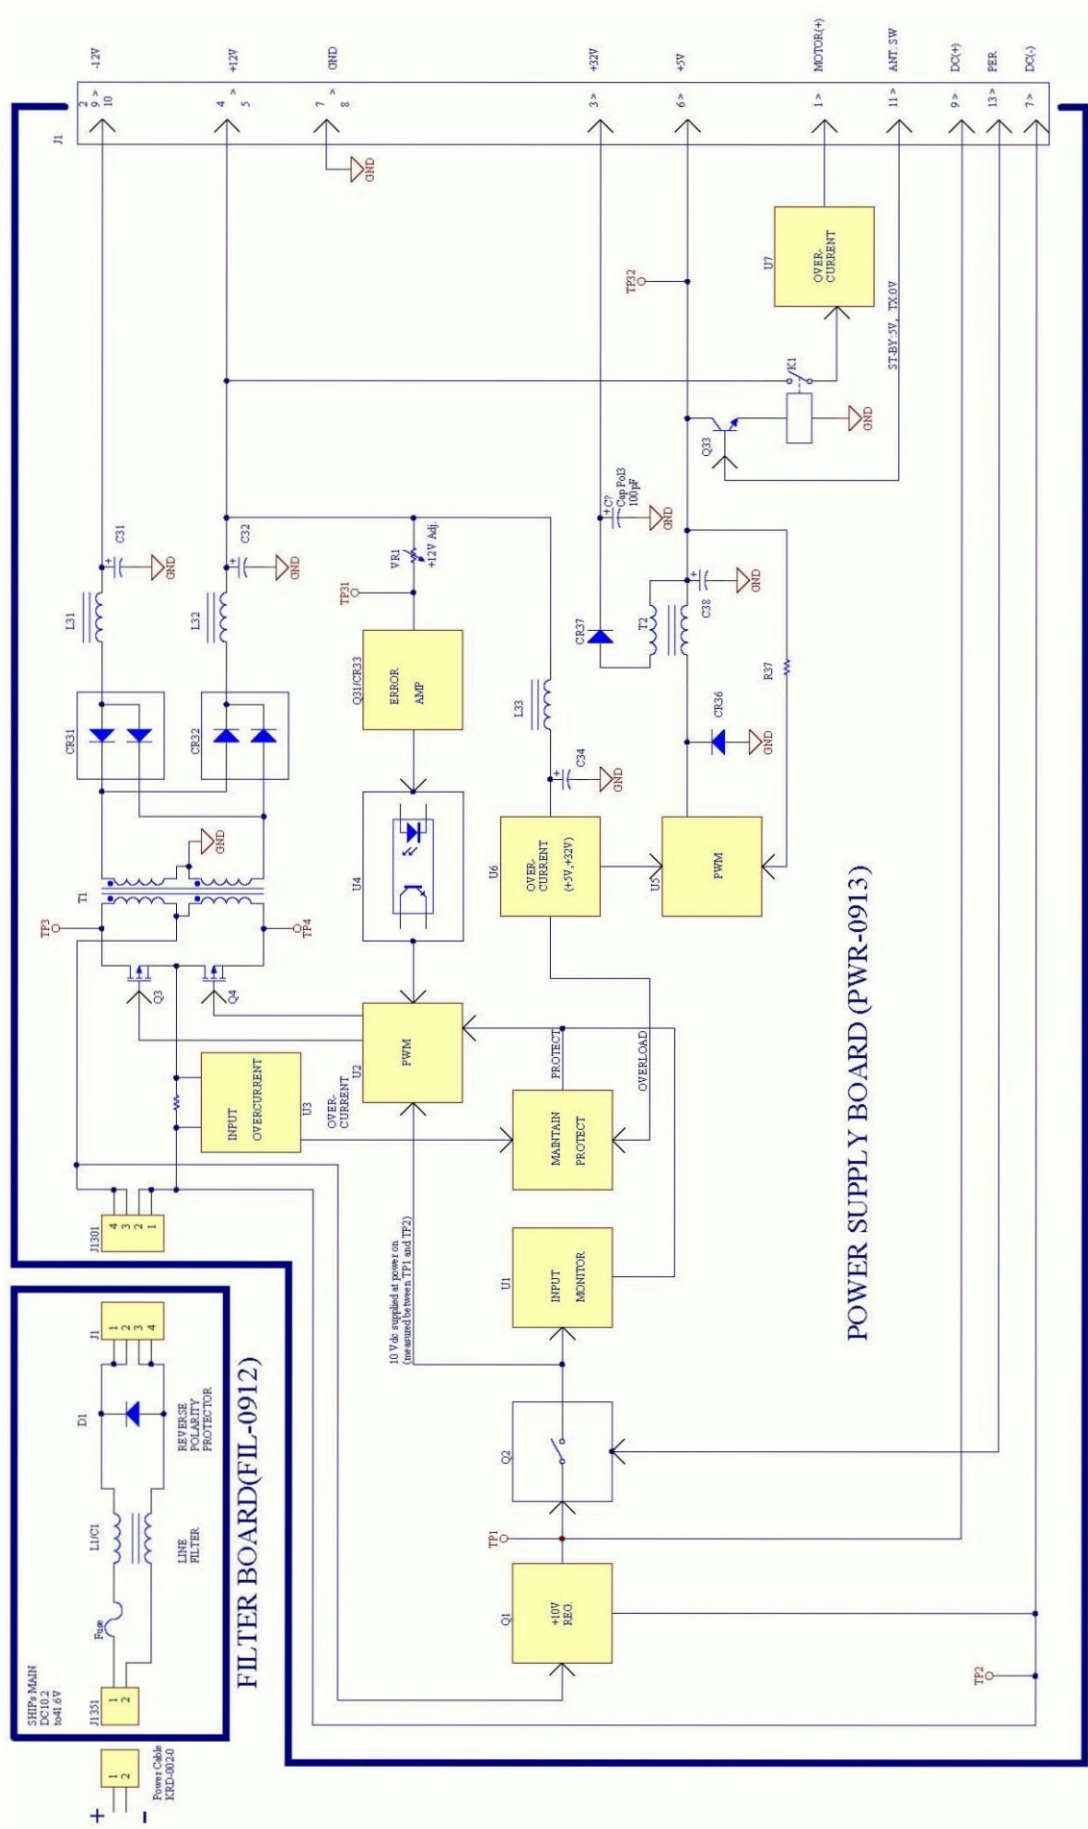 SHIP's MAIN
DC10.2
to41.6V
+
-
1
2
Power Cable
KRD-002-0
J1351
1
2
Fuse
L1/C1
LINE
FILTER
D1
REVERSE
POLARITY
PROTECTOR
J1
1
2
3
4
FILTER BOARD(FIL-0912)
J1301
4
3
2
1
INPUT
OVERCURRENT
U3
OVER-
CURRENT
Q3
Q4
TP3
TP4
T1
GND
CR31
CR32
L31
L32
C31
GND
C32
GND
10 Vdc supplied at power on
(measured between TP1 and TP2)
U2
PWM
U4
Q31/CR33
ERROR
AMP
TP31
VR1
+12V Adj.
Q1
+10V
REG.
TP1
TP2
Q2
U1
INPUT
MONITOR
MAINTAIN
PROTECT
PROTECT
OVERLOAD
U6
OVER-
CURRENT
(+5V,+32V)
C34
GND
L33
U5
PWM
CR36
GND
R37
CR37
T2
C38
GND
+C?
Cap Pol3
100pF
GND
Q33
K1
GND
TP32
U7
OVER-
CURRENT
ST-BY:5V, TX:0V
J1
2
9 >
10
-12V
4 >
5
+12V
7 >
8
GND
GND
3 >
+32V
6 >
+5V
1 >
MOTOR(+)
11 >
ANT. SW
9 >
DC(+)
13 >
PER.
7 >
DC(-)
POWER SUPPLY BOARD (PWR-0913)